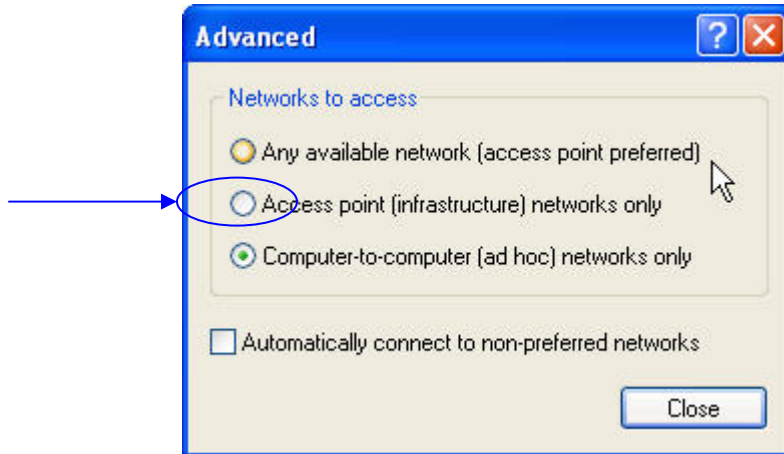 Advanced
?
Networks to access
Any available network (access point preferred)
Access point (infrastructure) networks only
Computer-to-computer (ad hoc) networks only
Automatically connect to non-preferred networks
Close